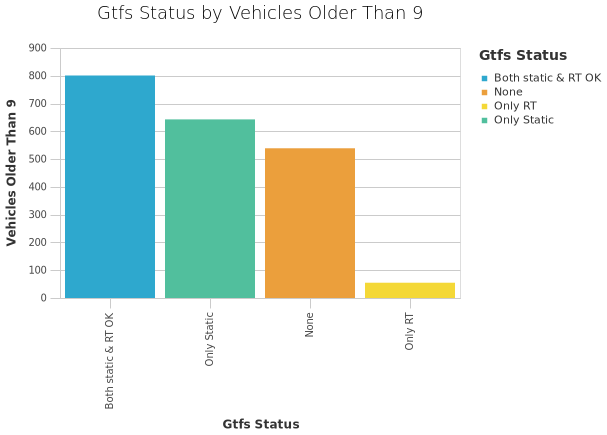 Gtfs Status by Vehicles Older Than 9
Vehicles Older Than 9
900
800
700
600
500
400
300
200
100
0
Both static & RT OK
Only Static
None
Only RT
Gtfs Status
Gtfs Status
Both static & RT OK
None
Only RT
Only Static